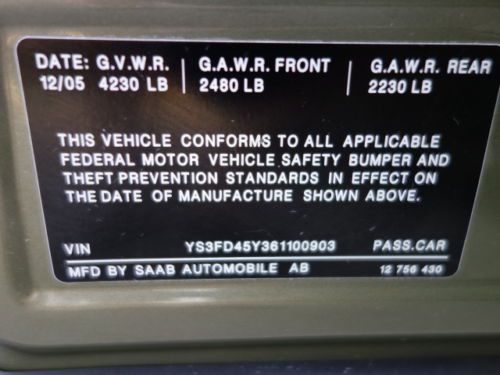 DATE: G.V.W.R. G.A.W.R. FRONT G.A.W.R. REAR
12/05 4230 LB 2480 LB 2230 LB
THIS VEHICLE CONFORMS TO ALL APPLICABLE
FEDERAL MOTOR VEHICLE SAFETY BUMPER AND
THEFT PREVENTION STANDARDS IN EFFECT ON
THE DATE OF MANUFACTURE SHOWN ABOVE.
VIN YS3FD45Y361100903 PASS.CAR
MFD BY SAAB AUTOMOBILE AB 12 756 430